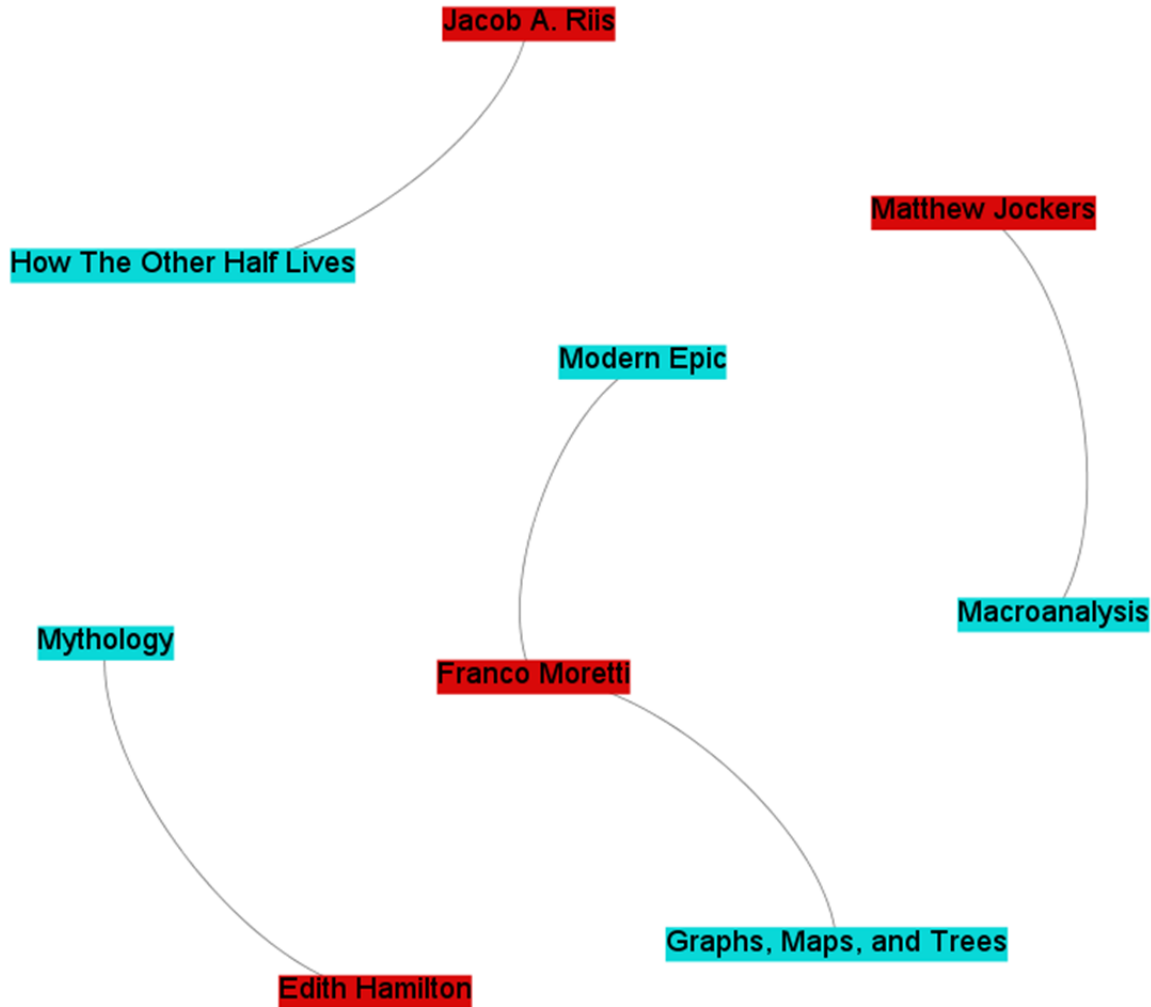 Jacob A. Riis
Matthew Jockers
How The Other Half Lives
Modern Epic
Macroanalysis
Mythology
Franco Moretti
Graphs, Maps, and Trees
Edith Hamilton